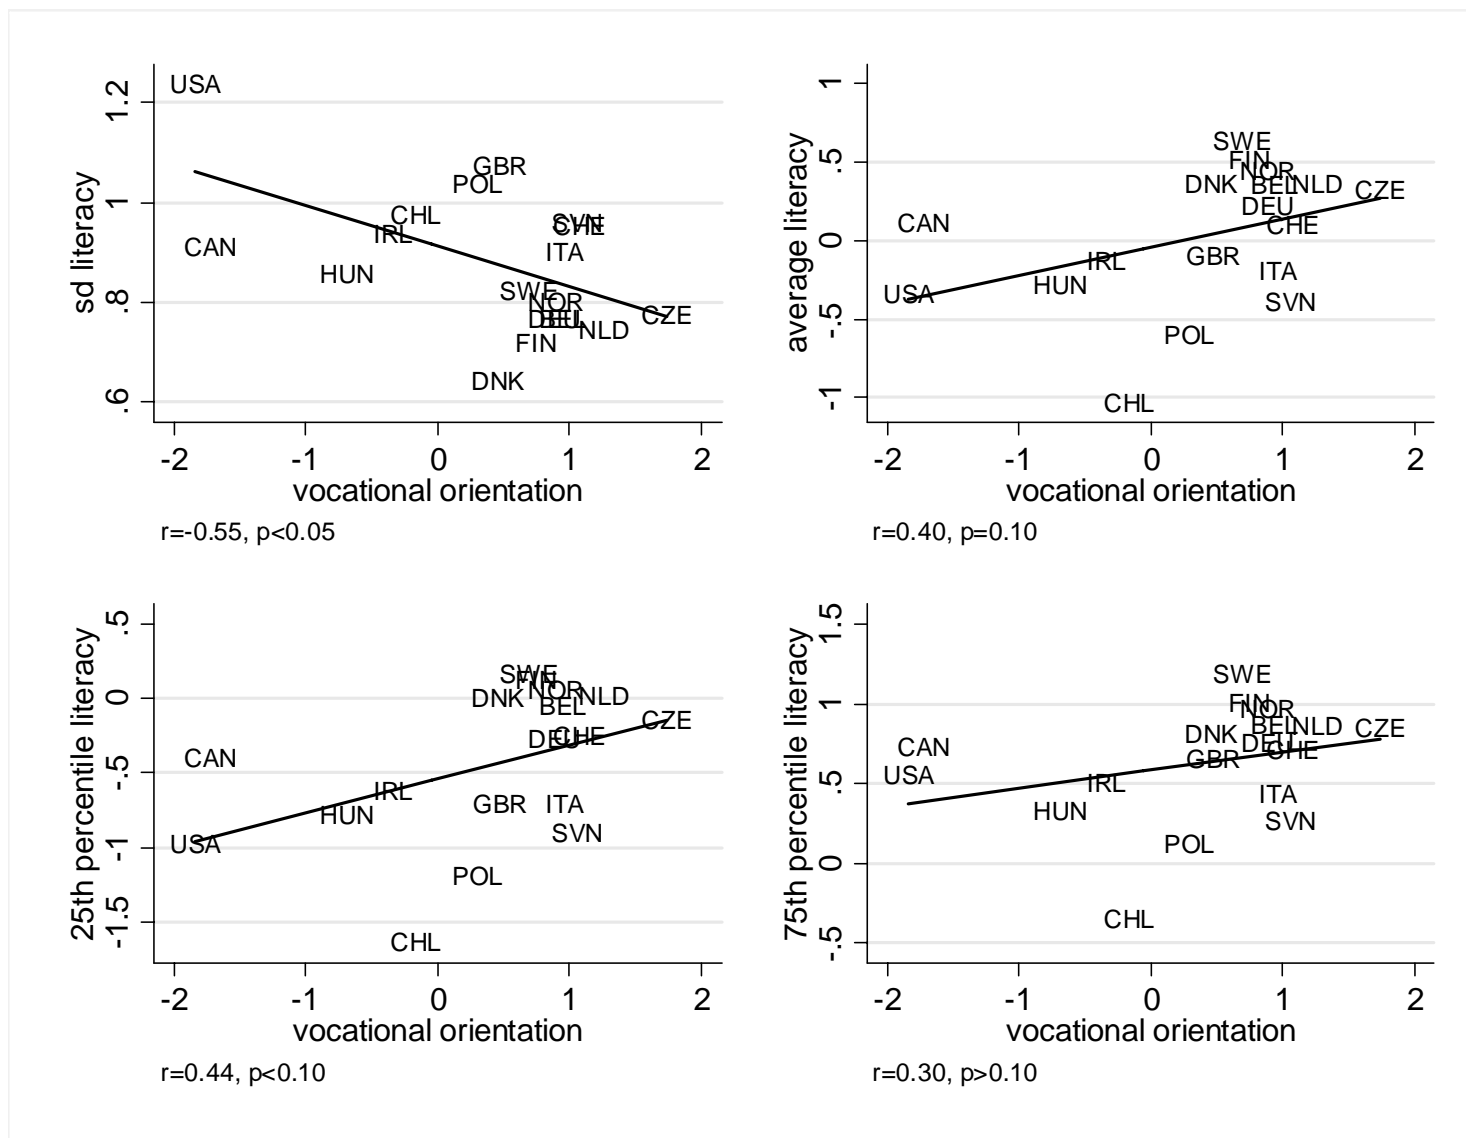 sd literacy
1.2
1
.8
.6
USA
GBR
POL
CHL
SVN
CHE
IRL
CAN
ITA
HUN
SWE
NOR
DEU
BEL
CZE
NLD
FIN
DNK
-2 -1 0 1 2
vocational orientation
r=-0.55, p<0.05
average literacy
1
.5
0
-.5
-1
SWE
FIN
NOR
DNK
BEL
NLD
CZE
DEU
CAN
CHE
GBR
IRL
ITA
HUN
USA
SVN
POL
CHL
-2 -1 0 1 2
vocational orientation
r=0.40, p=0.10
25th percentile literacy
.5
0
-.5
-1
-1.5
SWE
FIN
NOR
DNK
NLD
BEL
CZE
DEU
CHE
CAN
IRL
GBR
ITA
HUN
SVN
USA
POL
CHL
-2 -1 0 1 2
vocational orientation
r=0.44, p<0.10
75th percentile literacy
1.5
1
.5
0
-.5
SWE
FIN
NOR
DNK
BEL
NLD
CZE
DEU
CHE
CAN
GBR
USA
IRL
ITA
HUN
SVN
POL
CHL
-2 -1 0 1 2
vocational orientation
r=0.30, p>0.10